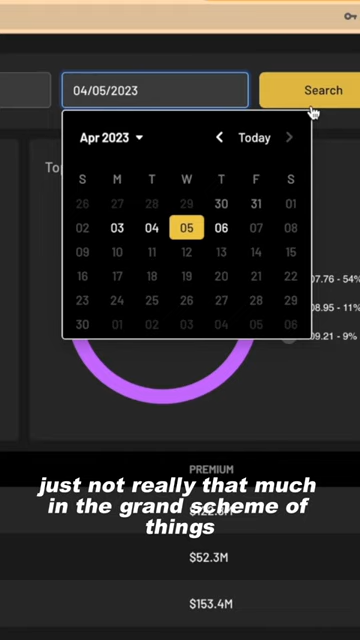 04/05/2023
Search
Apr 2023
Today
S M T W T F S
26 27 28 29 30 31 01
02 03 04 05 06 07 08
09 10 11 12 13 14 15
16 17 18 19 20 21 22
23 24 25 26 27 28 29
30 01 02 03 04 05 06
To
07.76 - 54%
08.95 - 11%
09.21 - 9%
PREMIUM
just not really that much
in the grand scheme of
things
$52.3M
$153.4M